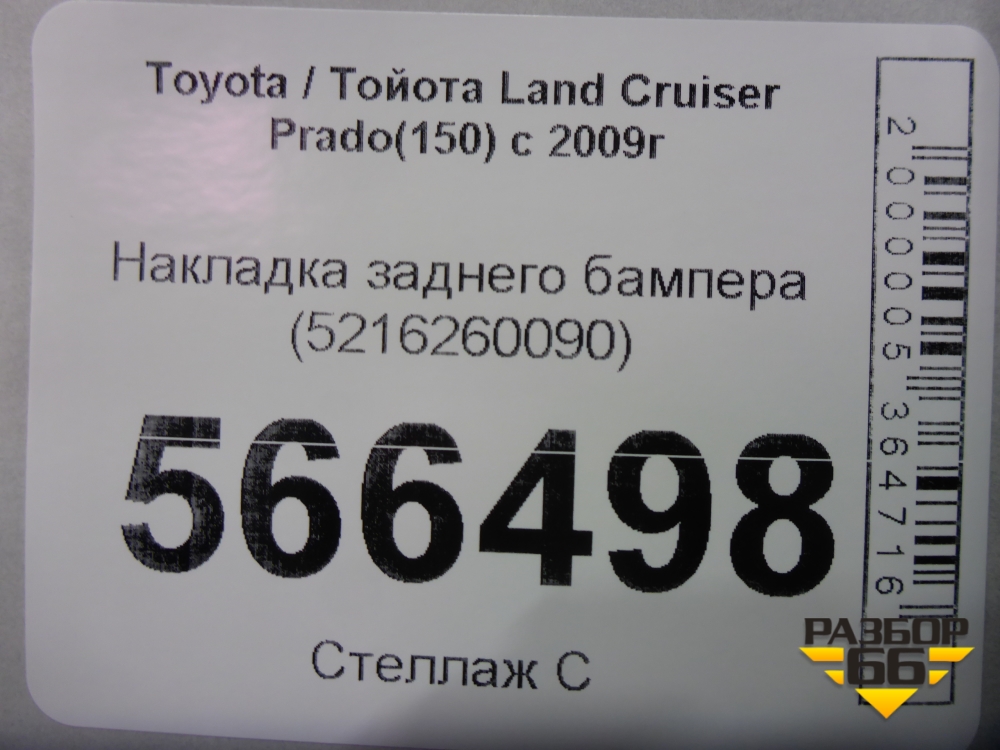 Toyota / Тойота Land Cruiser
Prado(150) с 2009г
Накладка заднего бампера
(5216260090)
566498
Стеллаж С
2000005364716
РАЗБОР
66